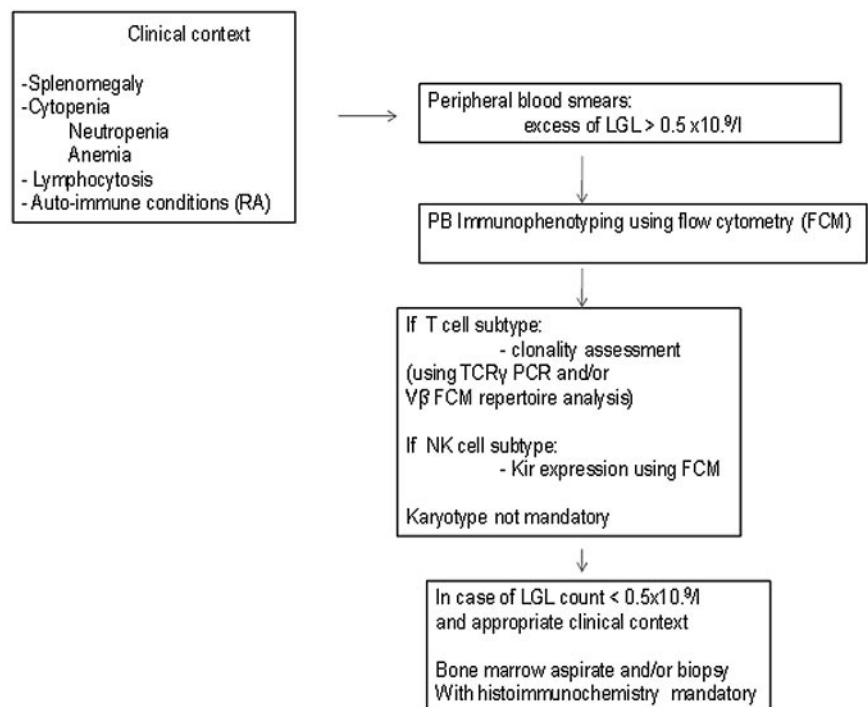 Clinical context
-Splenomegaly
-Cytopenia
Neutropenia
Anemia
- Lymphocytosis
- Auto-immune conditions (RA)
Peripheral blood smears:
excess of LGL > 0.5 x10.⁹/l
PB Immunophenotyping using flow cytometry (FCM)
If T cell subtype:
- clonality assessment
(using TCRγ PCR and/or
Vβ FCM repertoire analysis)
If NK cell subtype:
- Kir expression using FCM
Karyotype not mandatory
In case of LGL count < 0.5x10.⁹/l
and appropriate clinical context
Bone marrow aspirate and/or biopsy
With histoimmunochemistry mandatory